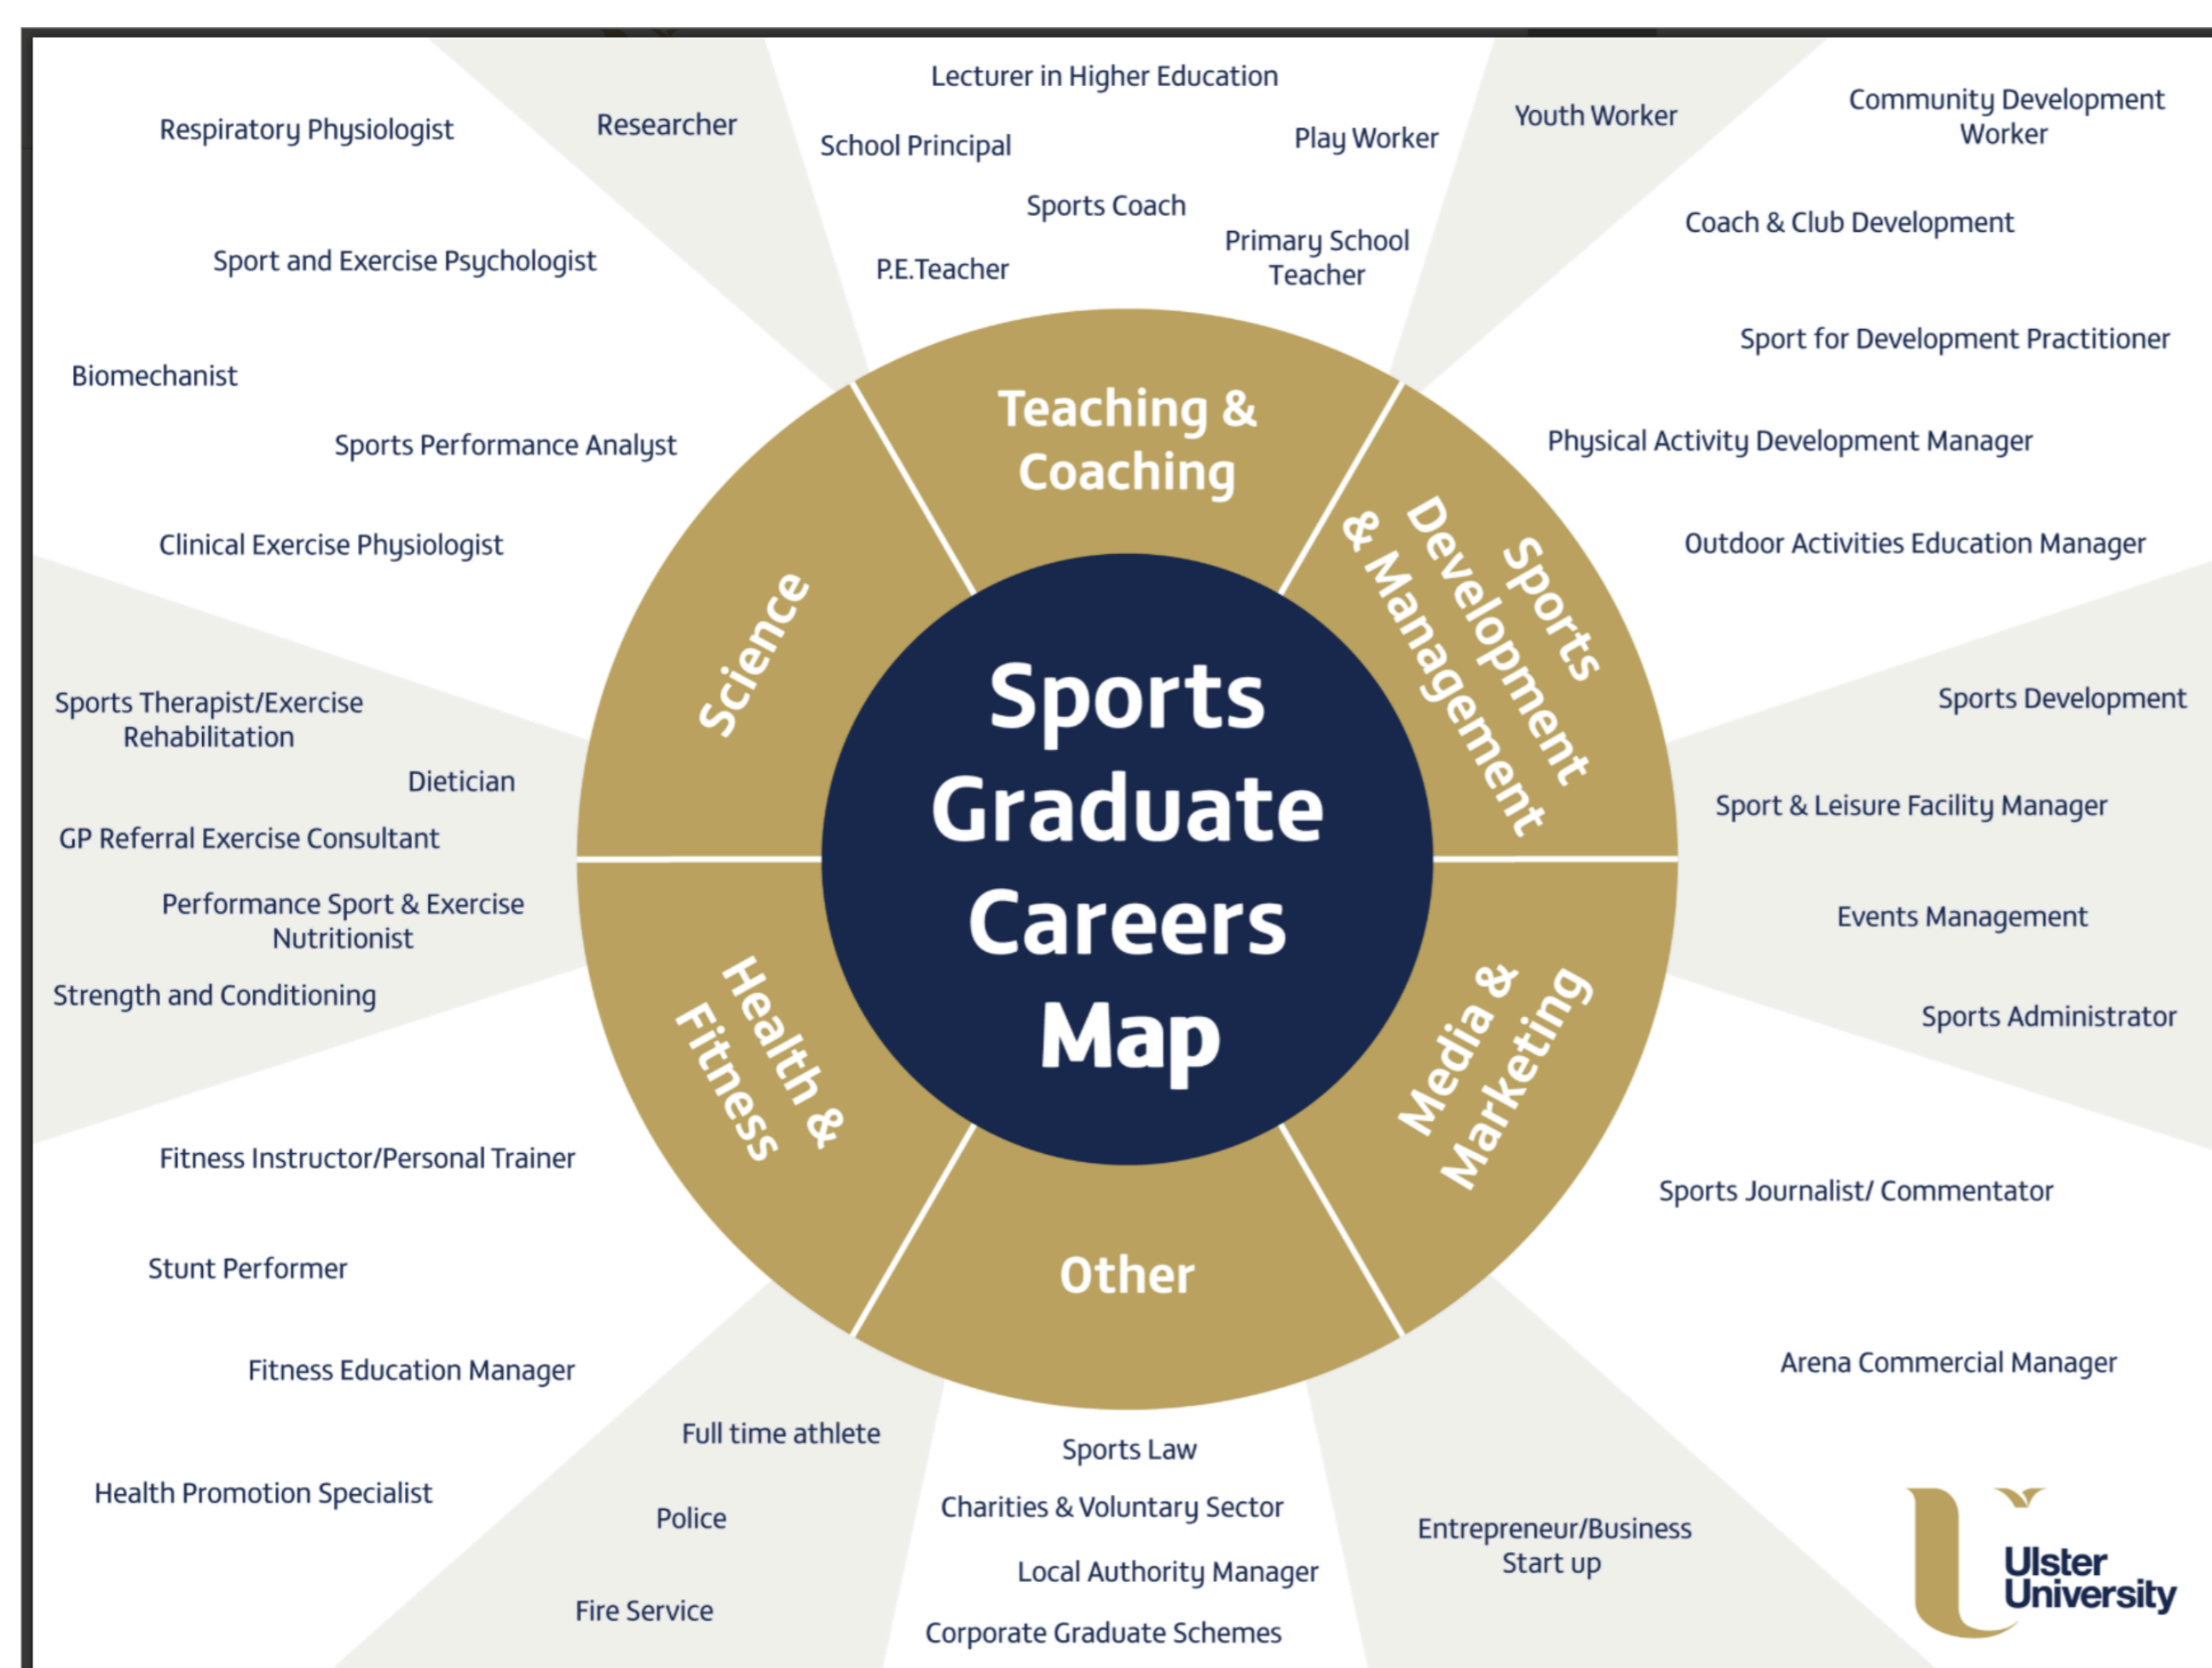 Lecturer in Higher Education
Respiratory Physiologist
Researcher
School Principal
Play Worker
Youth Worker
Community Development
Worker
Sports Coach
Sport and Exercise Psychologist
P.E.Teacher
Primary School
Teacher
Coach & Club Development
Biomechanist
Sport for Development Practitioner
Sports Performance Analyst
Physical Activity Development Manager
Clinical Exercise Physiologist
Outdoor Activities Education Manager
Teaching &
Coaching
Sports
Development
& Management
Science
Sports
Graduate
Careers
Map
Health &
Fitness
Media &
Marketing
Other
Sports Therapist/Exercise
Rehabilitation
Dietician
GP Referral Exercise Consultant
Performance Sport & Exercise
Nutritionist
Strength and Conditioning
Sports Development
Sport & Leisure Facility Manager
Events Management
Sports Administrator
Fitness Instructor/Personal Trainer
Stunt Performer
Fitness Education Manager
Health Promotion Specialist
Sports Journalist/ Commentator
Arena Commercial Manager
Full time athlete
Police
Fire Service
Sports Law
Charities & Voluntary Sector
Local Authority Manager
Corporate Graduate Schemes
Entrepreneur/Business
Start up
Ulster
University